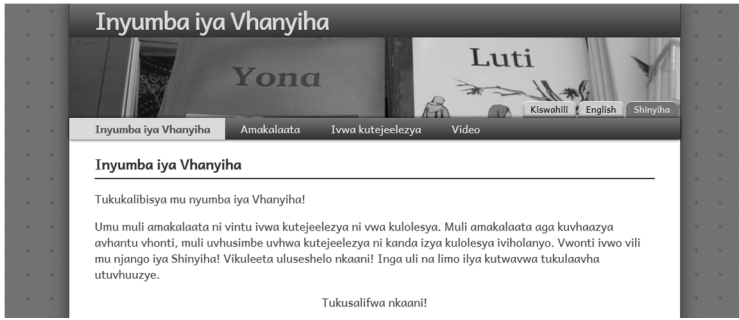 Inyumba iya Vhanyiha
Yona
Luti
Kiswahili English Shinyiha
Inyumba iya Vhanyiha Amakalaata Ivwa kutejeelezya Video
Inyumba iya Vhanyiha
Tukukalibisya mu nyumba iya Vhanyiha!
Umu muli amakalaata ni vintu ivwa kutejeelezya ni vwa kulolesya. Muli amakalaata aga kuvhaazya
avhantu vhonti, muli uvhusimbe uvhwa kutejeelezya ni kanda izya kulolesya iviholanyo. Vwonti ivwo vili
mu njango iya Shinyiha! Vikuleeta uluseshelo nkaani! Inga uli na limo ilya kutwavwa tukulaavha
utuvhuuzye.
Tukusalifwa nkaani!